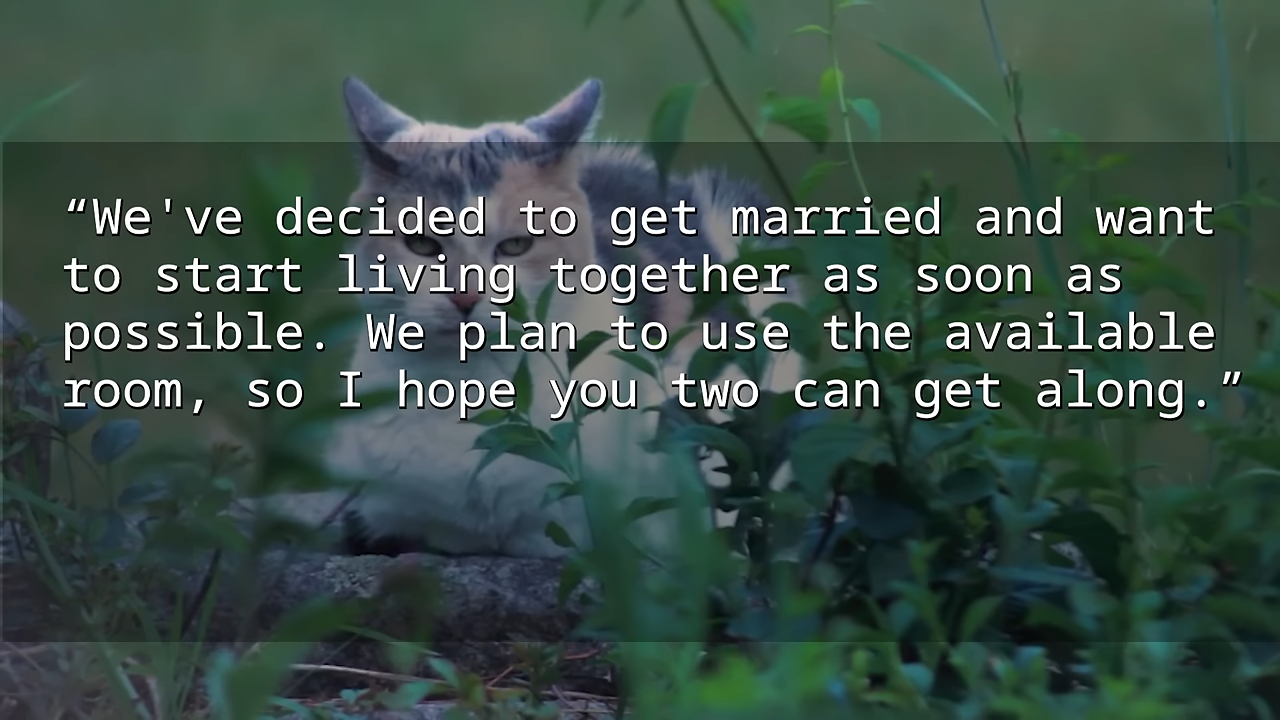 “We've decided to get married and want
to start living together as soon as
possible. We plan to use the available
room, so I hope you two can get along.”